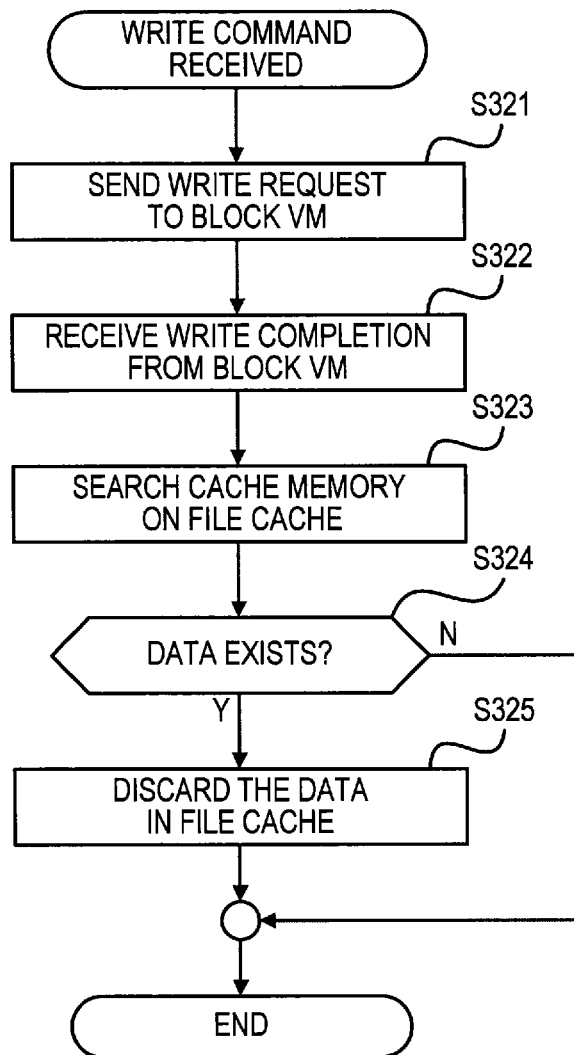 WRITE COMMAND
RECEIVED
S321
SEND WRITE REQUEST
TO BLOCK VM
S322
RECEIVE WRITE COMPLETION
FROM BLOCK VM
S323
SEARCH CACHE MEMORY
ON FILE CACHE
S324
DATA EXISTS?
N
Y
S325
DISCARD THE DATA
IN FILE CACHE
END